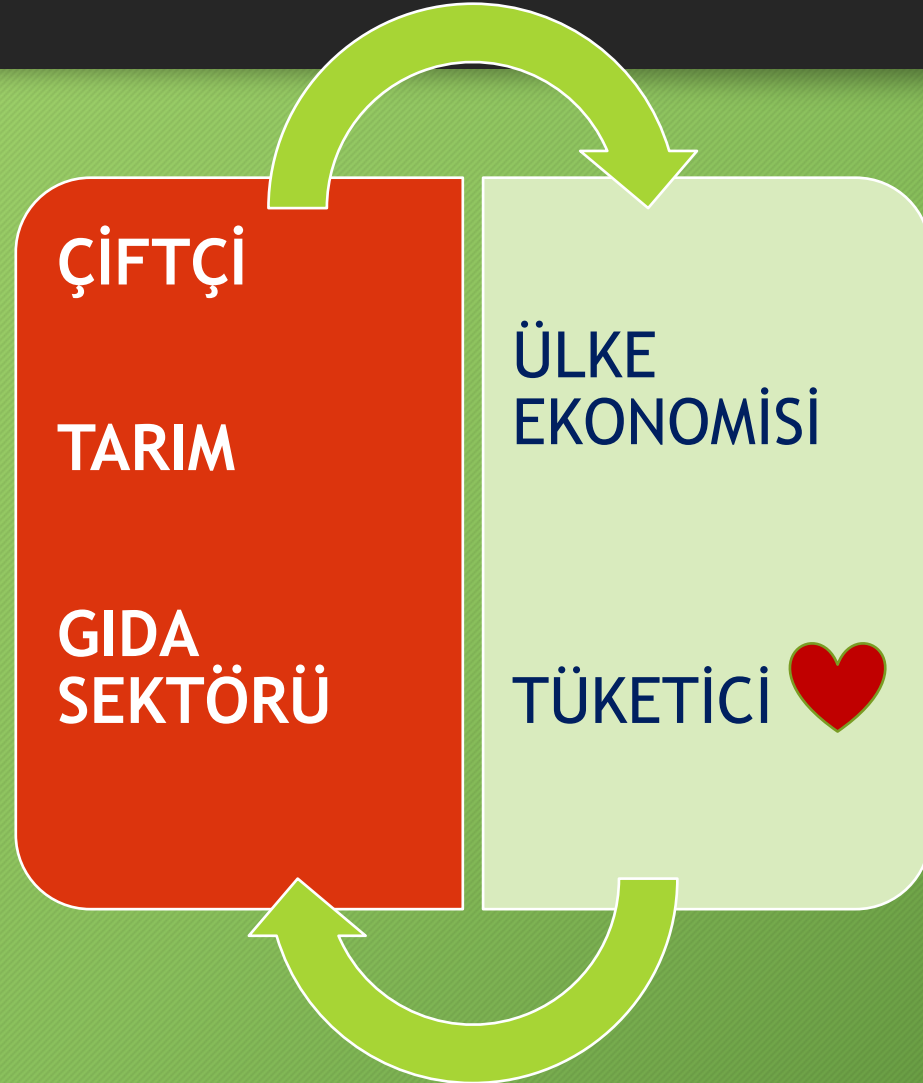 ÇİFTÇİ
TARIM
GIDA
SEKTÖRÜ
ÜLKE
EKONOMİSİ
TÜKETİCİ